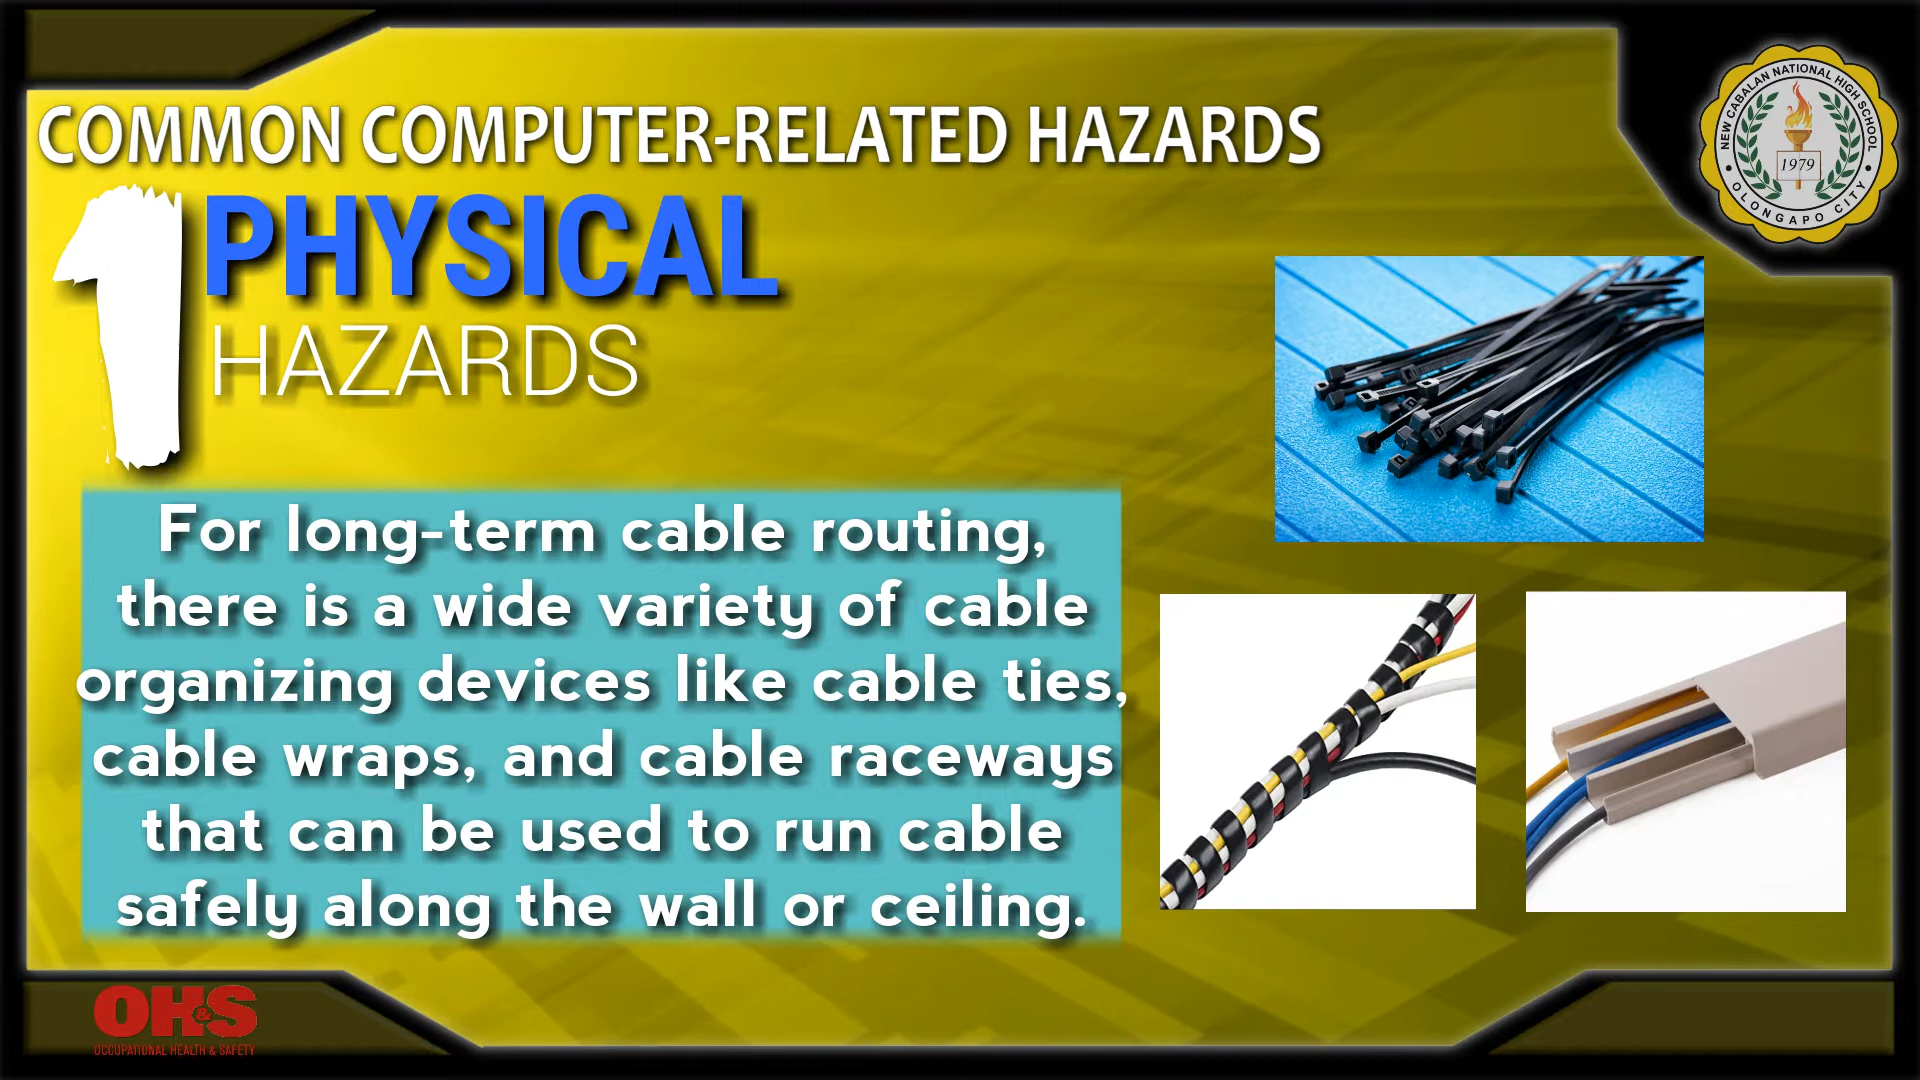 COMMON COMPUTER-RELATED HAZARDS
1 PHYSICAL
HAZARDS
For long-term cable routing,
there is a wide variety of cable
organizing devices like cable ties,
cable wraps, and cable raceways
that can be used to run cable
safely along the wall or ceiling.
NEW CABALAN NATIONAL HIGH SCHOOL
1979
• OLONGAPO CITY •
OH&S
OCCUPATIONAL HEALTH & SAFETY